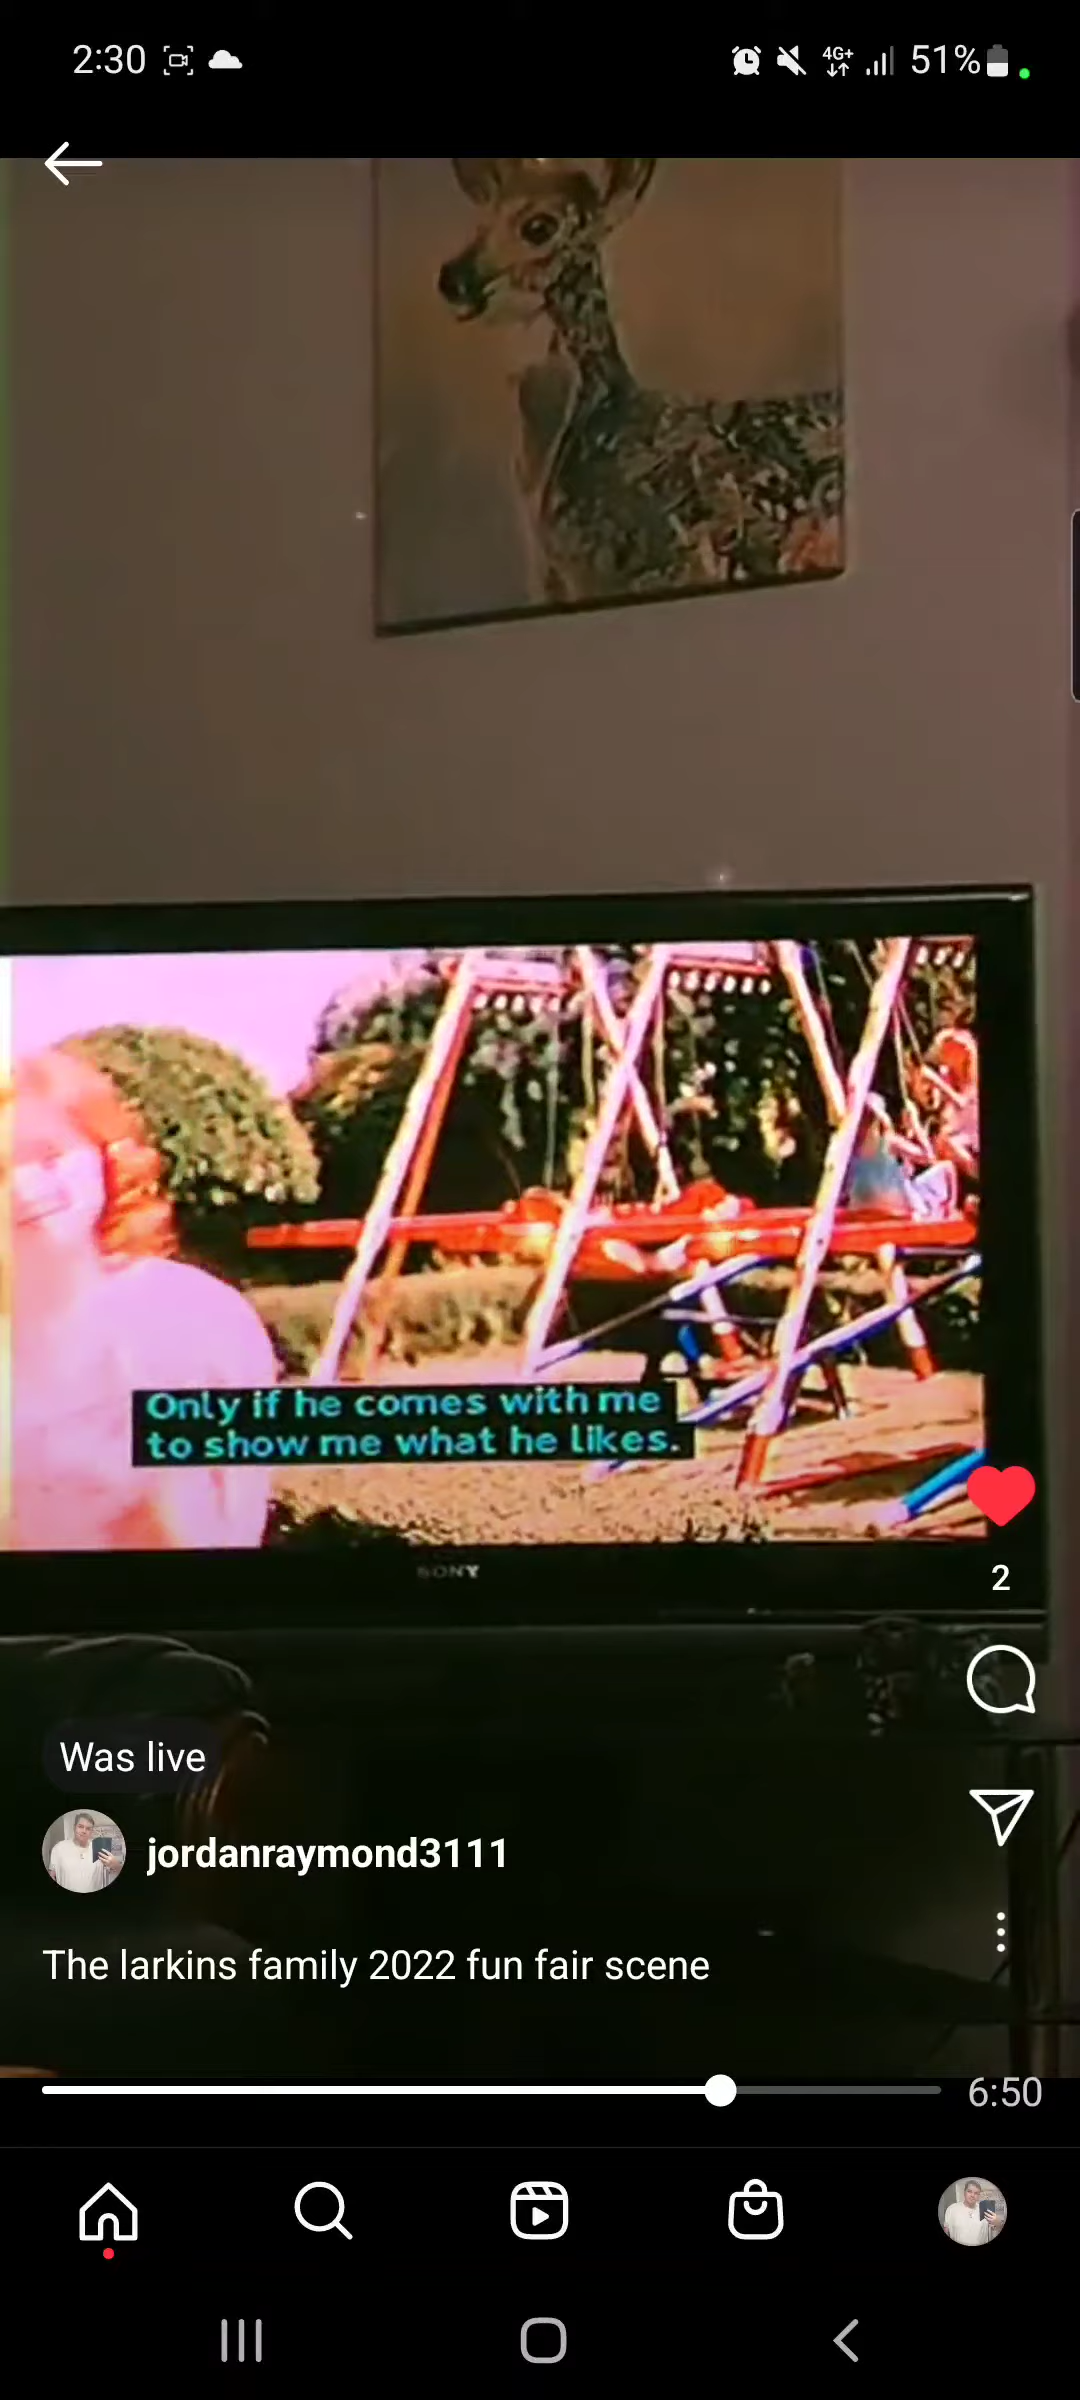 2:30
4G+
51%
Only if he comes with me
to show me what he likes.
SONY
2
Was live
jordanraymond3111
The larkins family 2022 fun fair scene
6:50